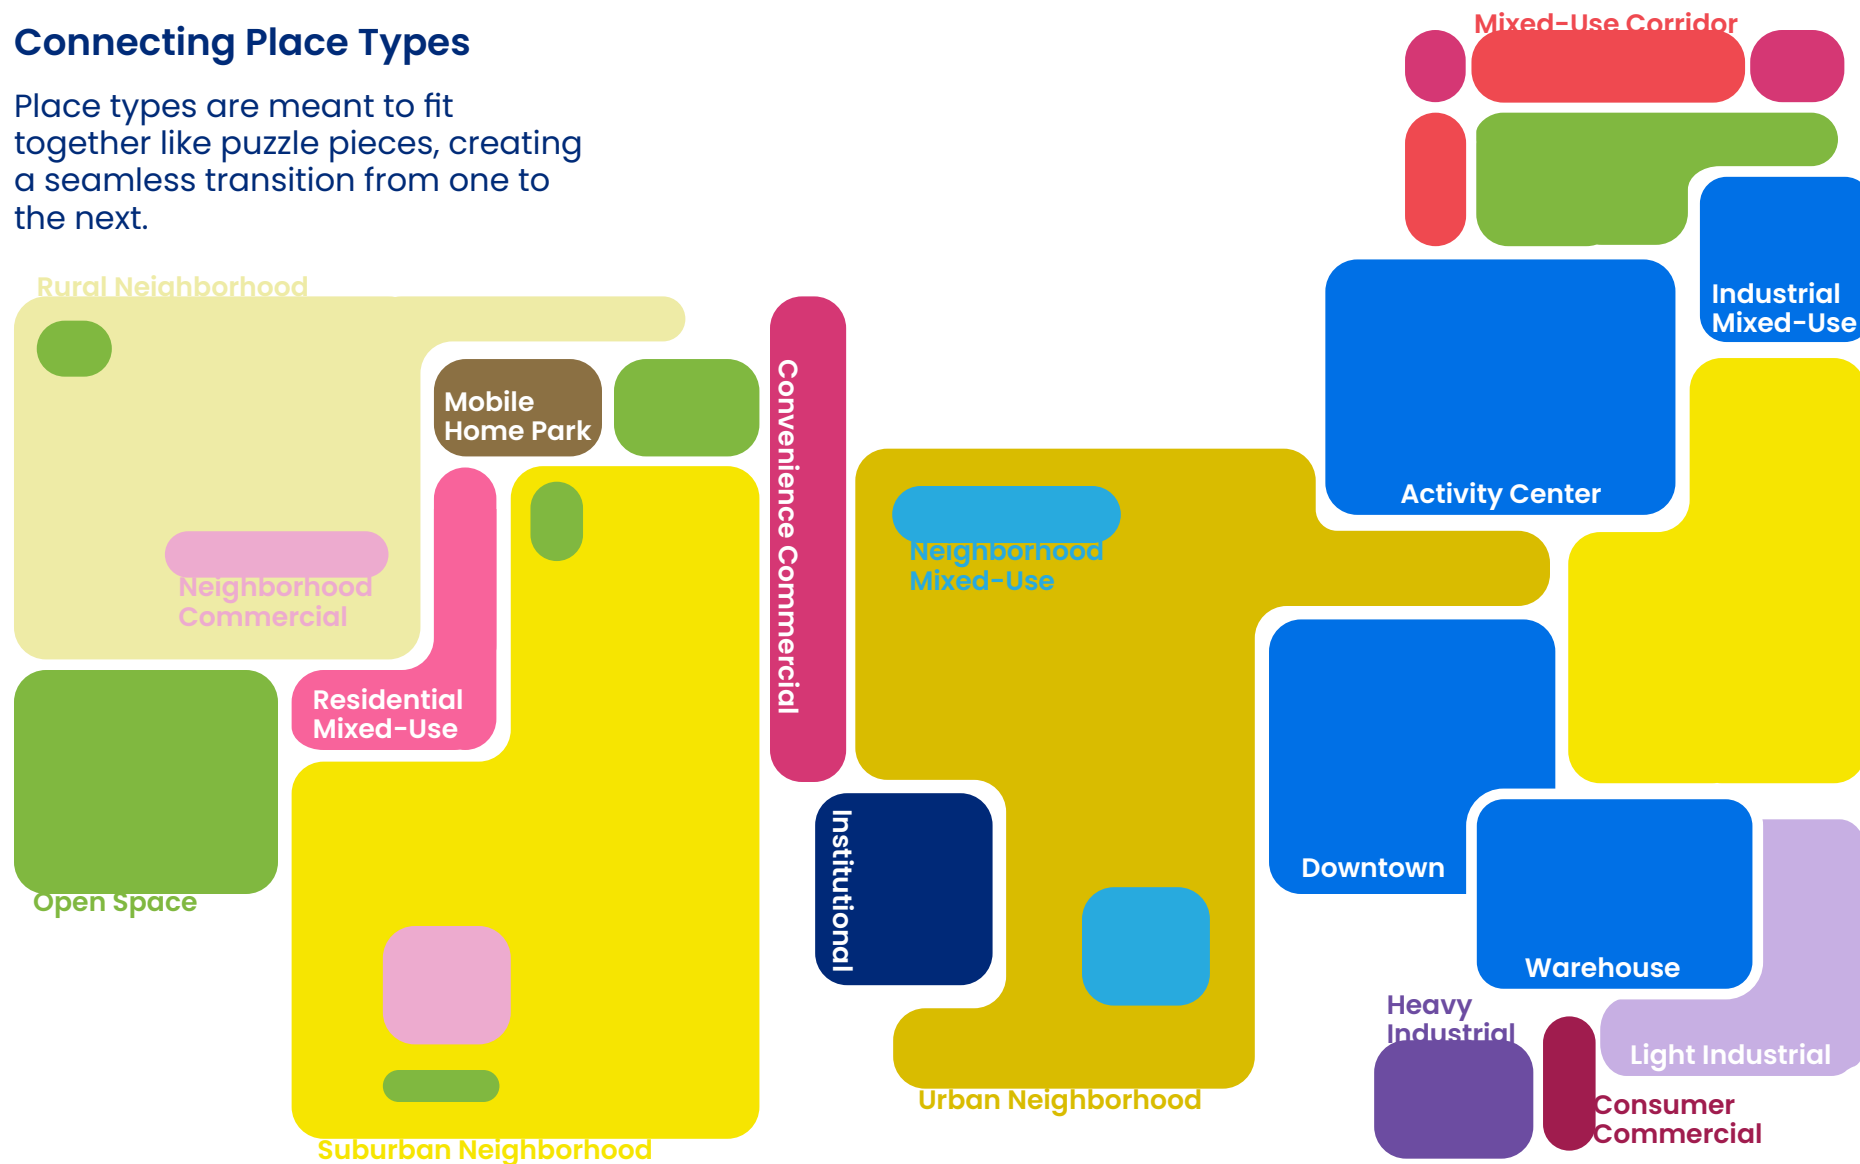 Connecting Place Types
Place types are meant to fit
together like puzzle pieces, creating
a seamless transition from one to
the next.
Mixed-Use Corridor
Rural Neighborhood
Industrial
Mixed-Use
Mobile
Home Park
Convenience Commercial
Activity Center
Neighborhood
Mixed-Use
Neighborhood
Commercial
Residential
Mixed-Use
Institutional
Downtown
Open Space
Warehouse
Heavy
Industrial
Light Industrial
Urban Neighborhood
Consumer
Commercial
Suburban Neighborhood